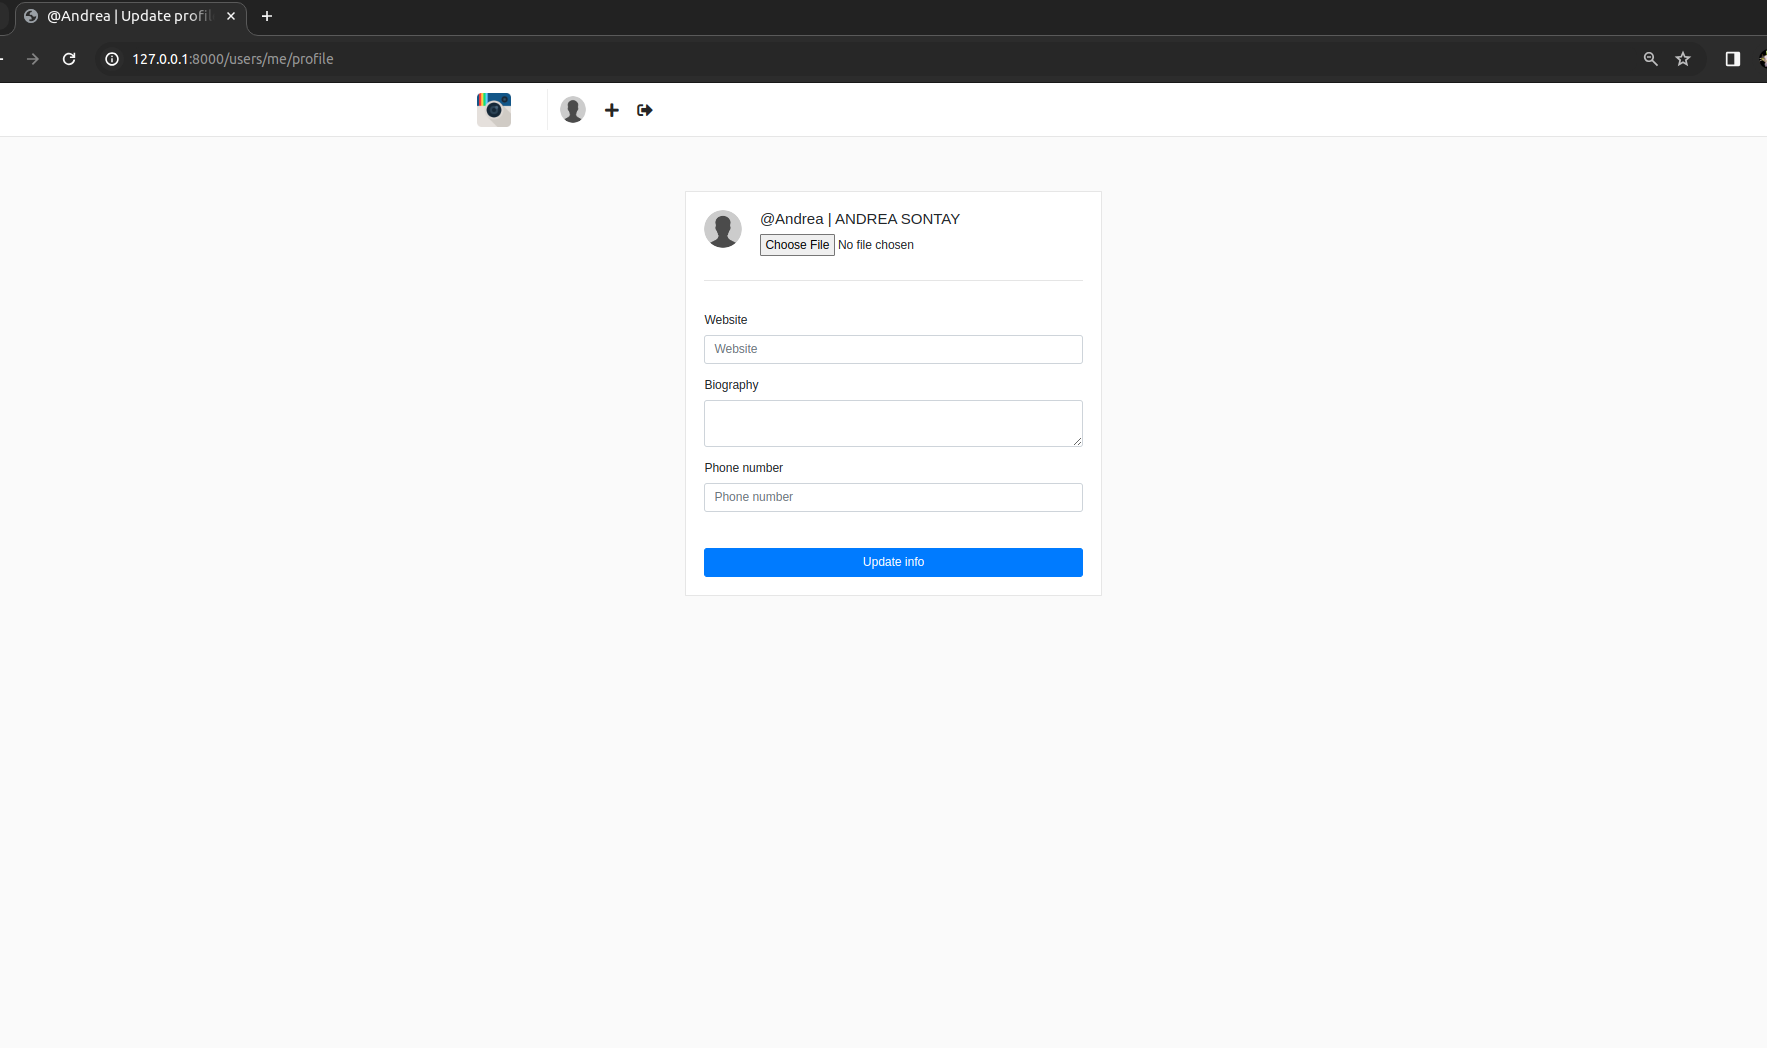 @Andrea | Update profil
127.0.0.1:8000/users/me/profile
@Andrea | ANDREA SONTAY
Choose File No file chosen
Website
Website
Biography
Phone number
Phone number
Update info